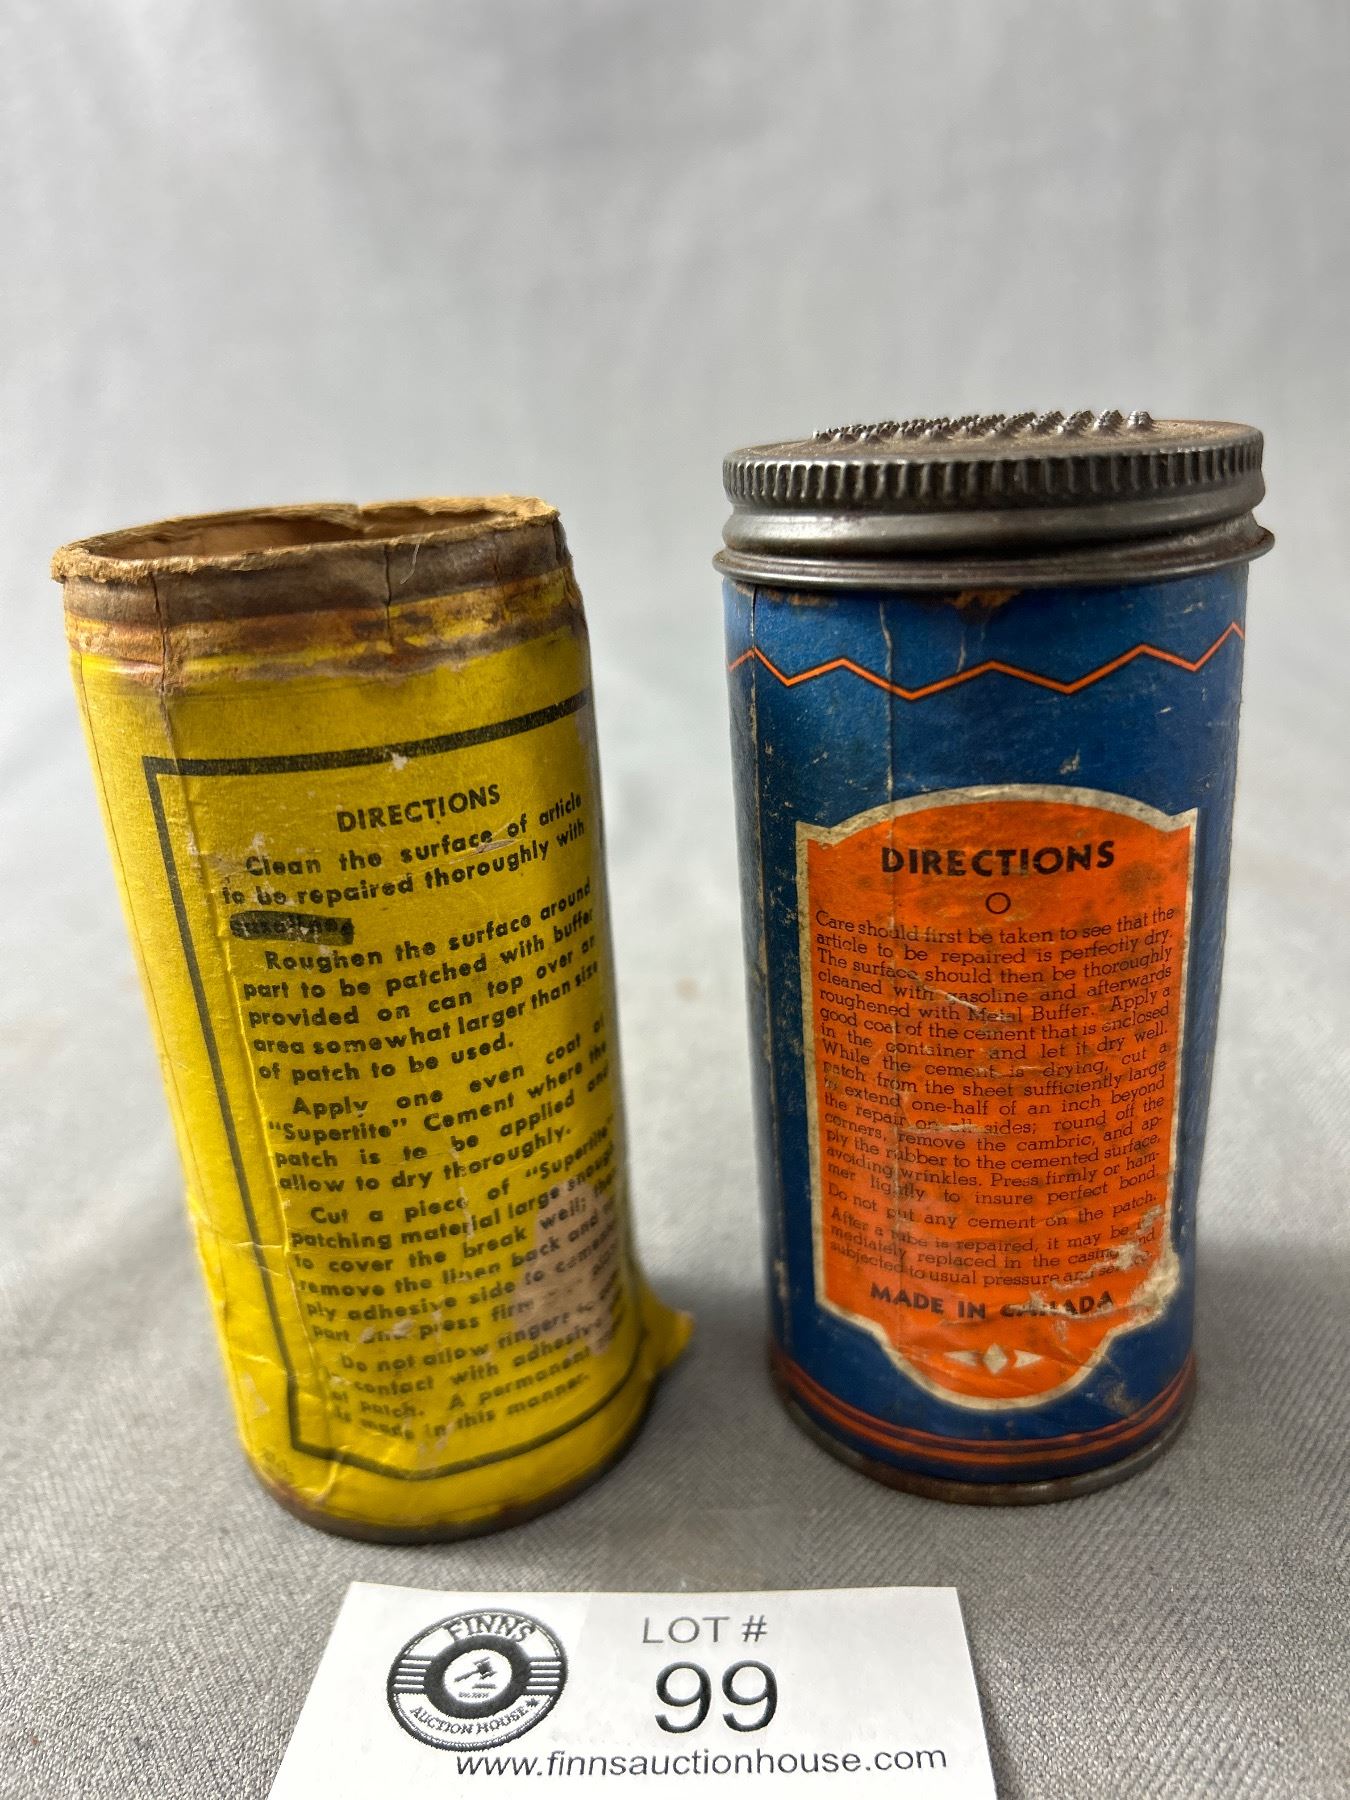 DIRECTIONS
Clean the surface of article
to be repaired thoroughly with
Roughen the surface around
part to be patched with buffer
provided on can top over an
area somewhat larger than size
of patch to be used.
Apply one even coat of
"Supertite" Cement where the
patch is to be applied and
allow to dry thoroughly.
Cut a piece of "Supertite"
patching material large enough
to cover the break well; then
remove the linen back and
ply adhesive side to
part and press
Do not allow fingers
contact with adhesive
of patch. A permanent
is made in this manner.
DIRECTIONS
Care should first be taken to see that the
article to be repaired is perfectly dry.
The surface should then be thoroughly
cleaned with gasoline and afterwards
roughened with Metal Buffer. Apply a
good coat of the cement that is enclosed
in the container and let it dry well.
While the cement is drying, cut a
patch from the sheet sufficiently large
to extend one-half of an inch beyond
the repair on all sides; round off the
corners, remove the cambric, and ap-
ply the rubber to the cemented surface,
avoiding wrinkles. Press firmly or ham-
mer lightly to insure perfect bond.
Do not put any cement on the patch.
After a tube is repaired, it may be im-
mediately replaced in the casing and
subjected to usual pressure and
MADE IN CANADA
FINNS
AUCTION HOUSE
LOT #
99
www.finnsauctionhouse.com